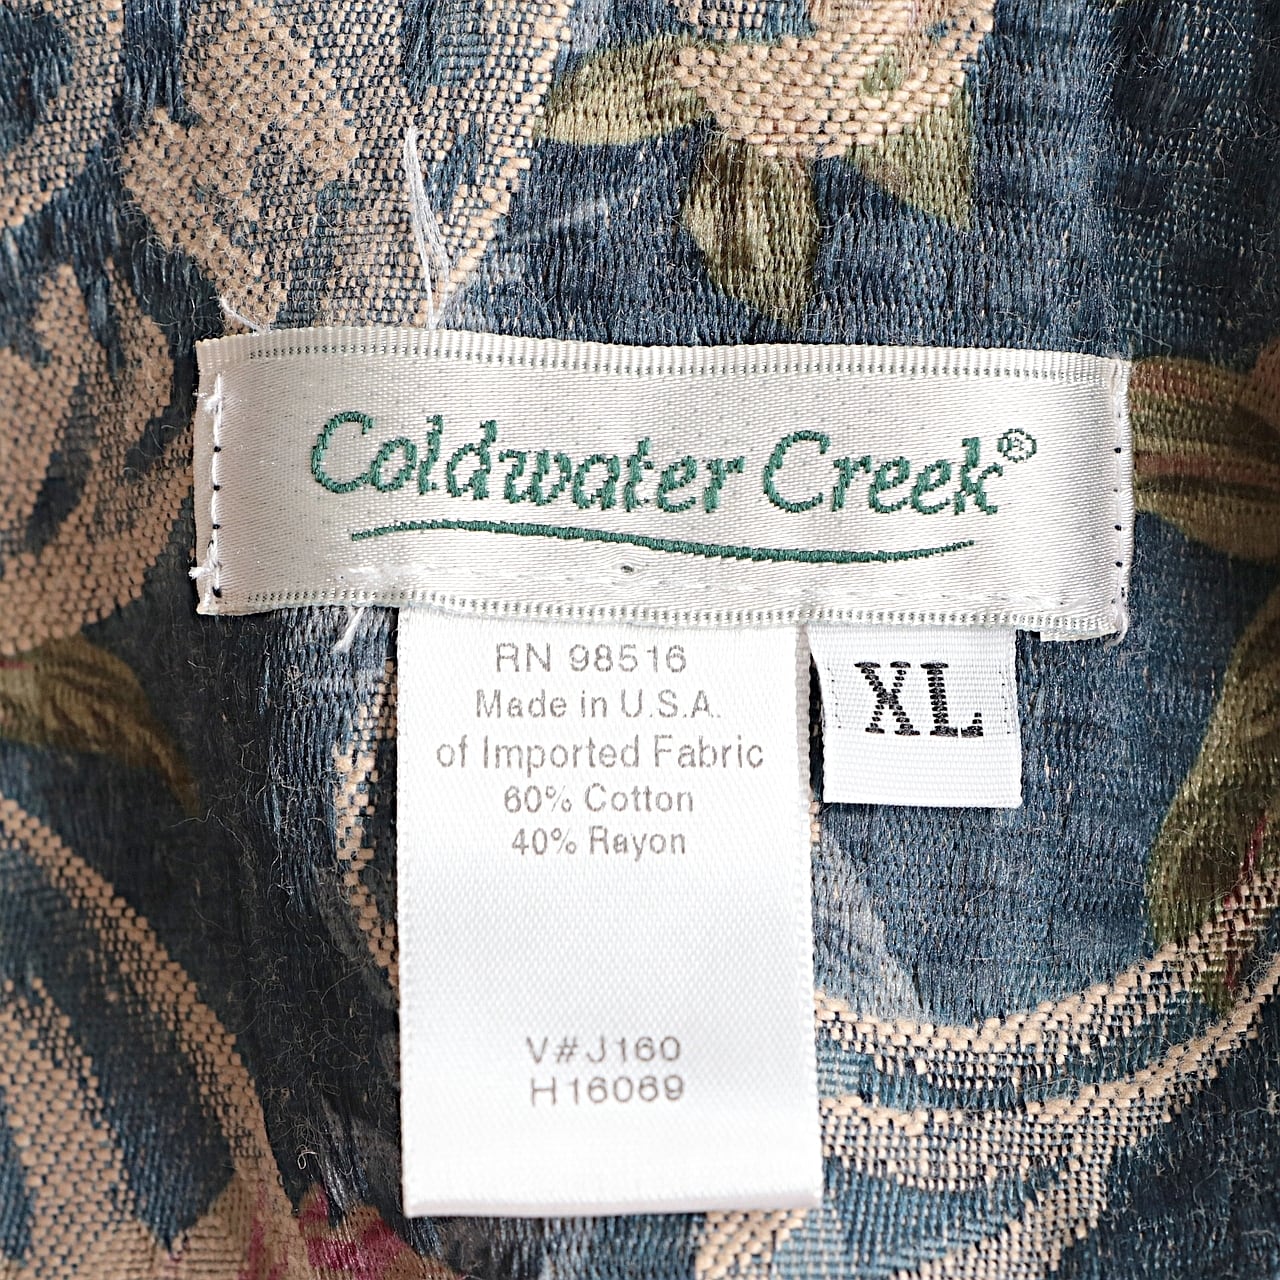 Coldwater Creek®
RN 98516
Made in U.S.A.
of Imported Fabric
60% Cotton
40% Rayon
XL
V#J160
H16069